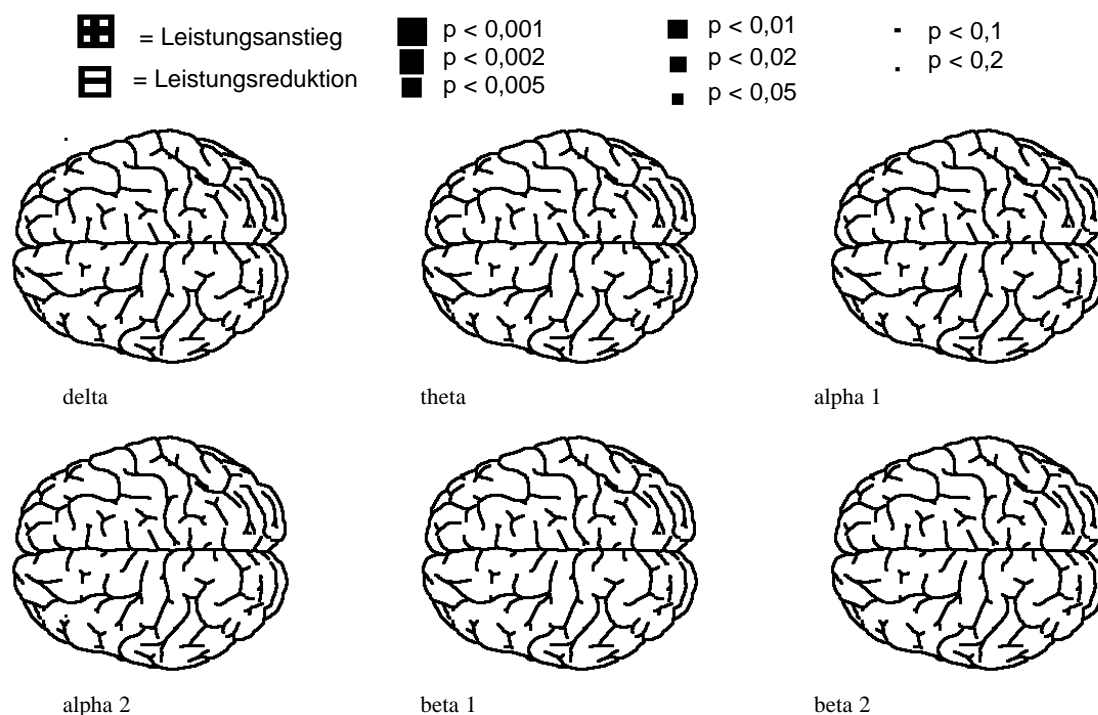 = Leistungsanstieg
= Leistungsreduktion
p < 0,001
p < 0,002
p < 0,005
p < 0,01
p < 0,02
p < 0,05
p < 0,1
p < 0,2
delta
theta
alpha 1
alpha 2
beta 1
beta 2